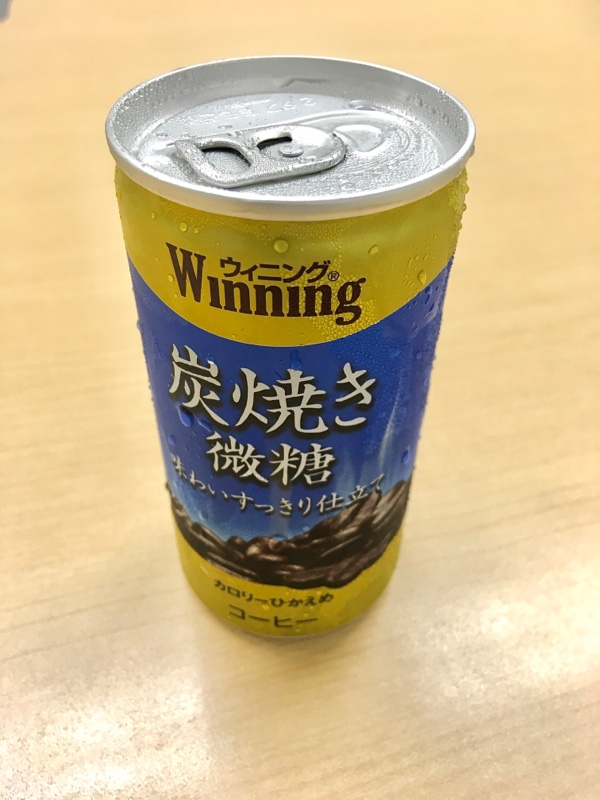 ウィニング®
Winning
炭焼き
微糖
味わいすっきり仕立て
カロリーひかえめ
コーヒー